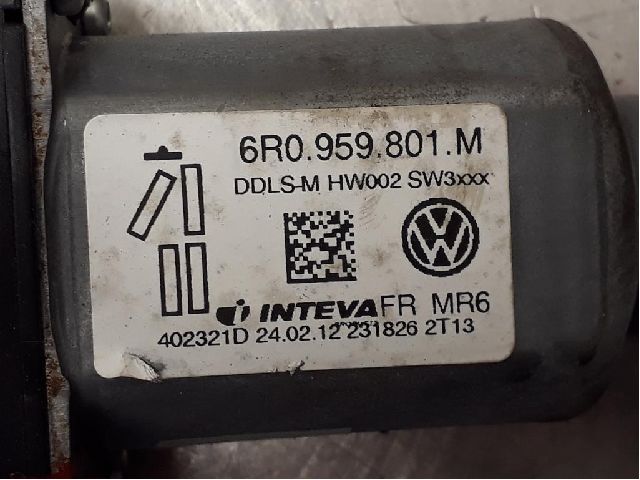 6R0.959.801.M
DDLS-M HW002 SW3xxx
INTEVA FR MR6
402321D 24.02.12 231826 2T13